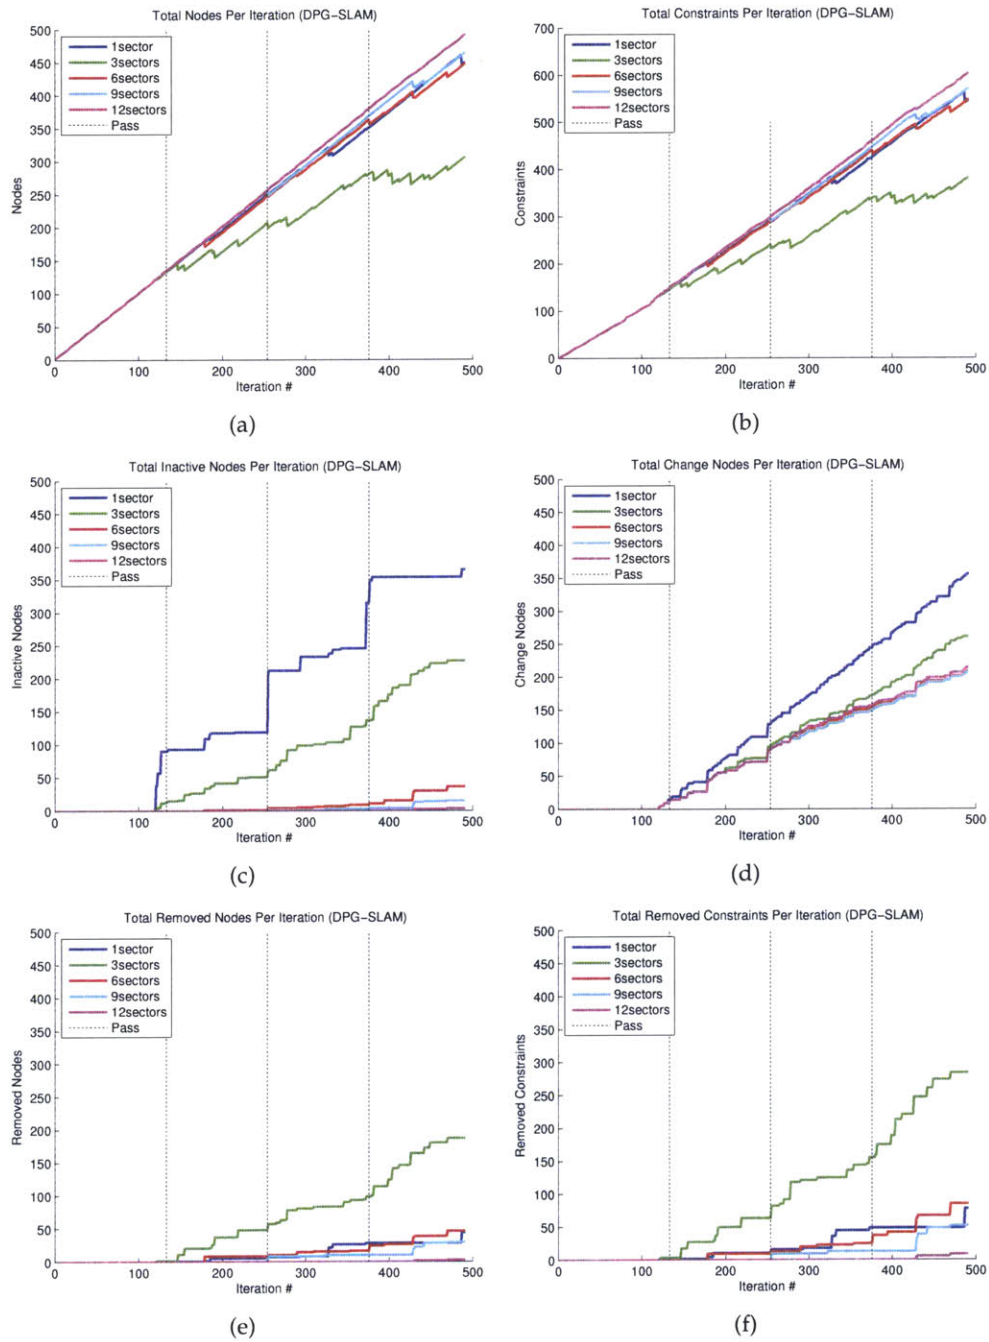 Total Nodes Per Iteration (DPG-SLAM)
500
450
400
350
300
250
200
150
100
50
0
Nodes
1sector
3sectors
6sectors
9sectors
12sectors
Pass
0 100 200 300 400 500
Iteration #
(a)
Total Constraints Per Iteration (DPG-SLAM)
700
600
500
400
300
200
100
0
Constraints
1sector
3sectors
6sectors
9sectors
12sectors
Pass
0 100 200 300 400 500
Iteration #
(b)
Total Inactive Nodes Per Iteration (DPG-SLAM)
500
450
400
350
300
250
200
150
100
50
0
Inactive Nodes
1sector
3sectors
6sectors
9sectors
12sectors
Pass
0 100 200 300 400 500
Iteration #
(c)
Total Change Nodes Per Iteration (DPG-SLAM)
500
450
400
350
300
250
200
150
100
50
0
Change Nodes
1sector
3sectors
6sectors
9sectors
12sectors
Pass
0 100 200 300 400 500
Iteration #
(d)
Total Removed Nodes Per Iteration (DPG-SLAM)
500
450
400
350
300
250
200
150
100
50
0
Removed Nodes
1sector
3sectors
6sectors
9sectors
12sectors
Pass
0 100 200 300 400 500
Iteration #
(e)
Total Removed Constraints Per Iteration (DPG-SLAM)
500
450
400
350
300
250
200
150
100
50
0
Removed Constraints
1sector
3sectors
6sectors
9sectors
12sectors
Pass
0 100 200 300 400 500
Iteration #
(f)